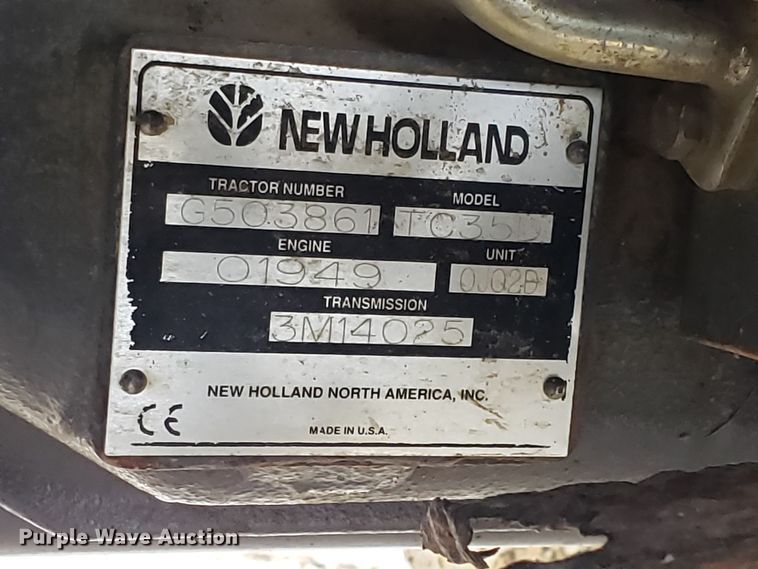 NEW HOLLAND
TRACTOR NUMBER MODEL
G503861 TC35D
ENGINE UNIT
01949
TRANSMISSION
3M14025
NEW HOLLAND NORTH AMERICA, INC.
CE
MADE IN U.S.A.
Purple Wave Auction